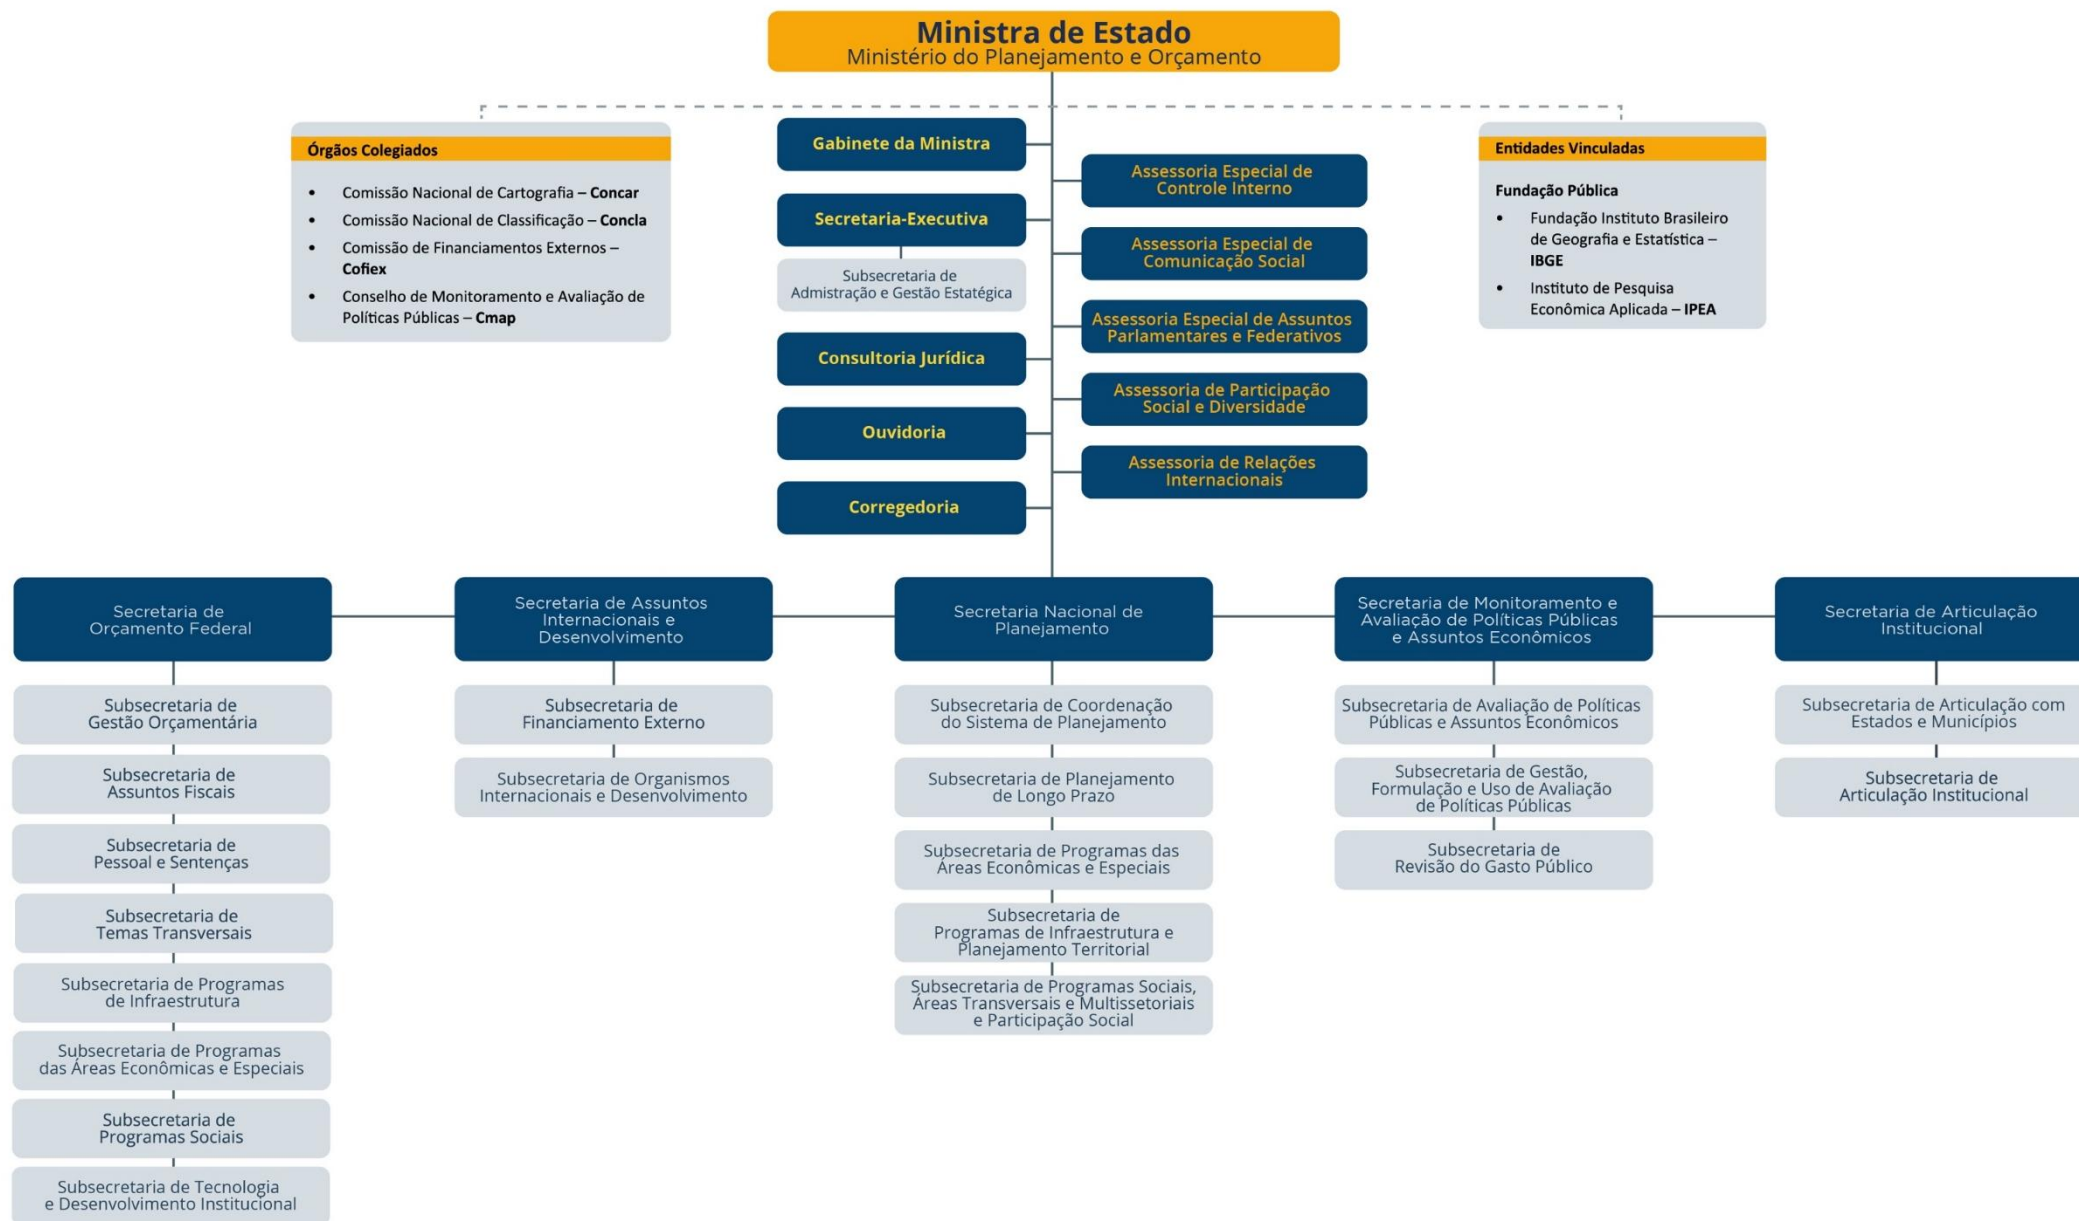 Ministra de Estado
Ministério do Planejamento e Orçamento
Órgãos Colegiados
• Comissão Nacional de Cartografia – Concar
• Comissão Nacional de Classificação – Concla
• Comissão de Financiamentos Externos –
Cofiex
• Conselho de Monitoramento e Avaliação de
Políticas Públicas – Cmap
Gabinete da Ministra
Secretaria-Executiva
Subsecretaria de
Admistração e Gestão Estatégica
Consultoria Jurídica
Ouvidoria
Corregedoria
Assessoria Especial de
Controle Interno
Assessoria Especial de
Comunicação Social
Assessoria Especial de Assuntos
Parlamentares e Federativos
Assessoria de Participação
Social e Diversidade
Assessoria de Relações
Internacionais
Entidades Vinculadas
Fundação Pública
• Fundação Instituto Brasileiro
de Geografia e Estatística –
IBGE
• Instituto de Pesquisa
Econômica Aplicada – IPEA
Secretaria de
Orçamento Federal
Subsecretaria de
Gestão Orçamentária
Subsecretaria de
Assuntos Fiscais
Subsecretaria de
Pessoal e Sentenças
Subsecretaria de
Temas Transversais
Subsecretaria de Programas
de Infraestrutura
Subsecretaria de Programas
das Áreas Econômicas e Especiais
Subsecretaria de
Programas Sociais
Subsecretaria de Tecnologia
e Desenvolvimento Institucional
Secretaria de Assuntos
Internacionais e
Desenvolvimento
Subsecretaria de
Financiamento Externo
Subsecretaria de Organismos
Internacionais e Desenvolvimento
Secretaria Nacional de
Planejamento
Subsecretaria de Coordenação
do Sistema de Planejamento
Subsecretaria de Planejamento
de Longo Prazo
Subsecretaria de Programas das
Áreas Econômicas e Especiais
Subsecretaria de
Programas de Infraestrutura e
Planejamento Territorial
Subsecretaria de Programas Sociais,
Áreas Transversais e Multissetoriais
e Participação Social
Secretaria de Monitoramento e
Avaliação de Políticas Públicas
e Assuntos Econômicos
Subsecretaria de Avaliação de Políticas
Públicas e Assuntos Econômicos
Subsecretaria de Gestão,
Formulação e Uso de Avaliação
de Políticas Públicas
Subsecretaria de
Revisão do Gasto Público
Secretaria de Articulação
Institucional
Subsecretaria de Articulação com
Estados e Municípios
Subsecretaria de
Articulação Institucional